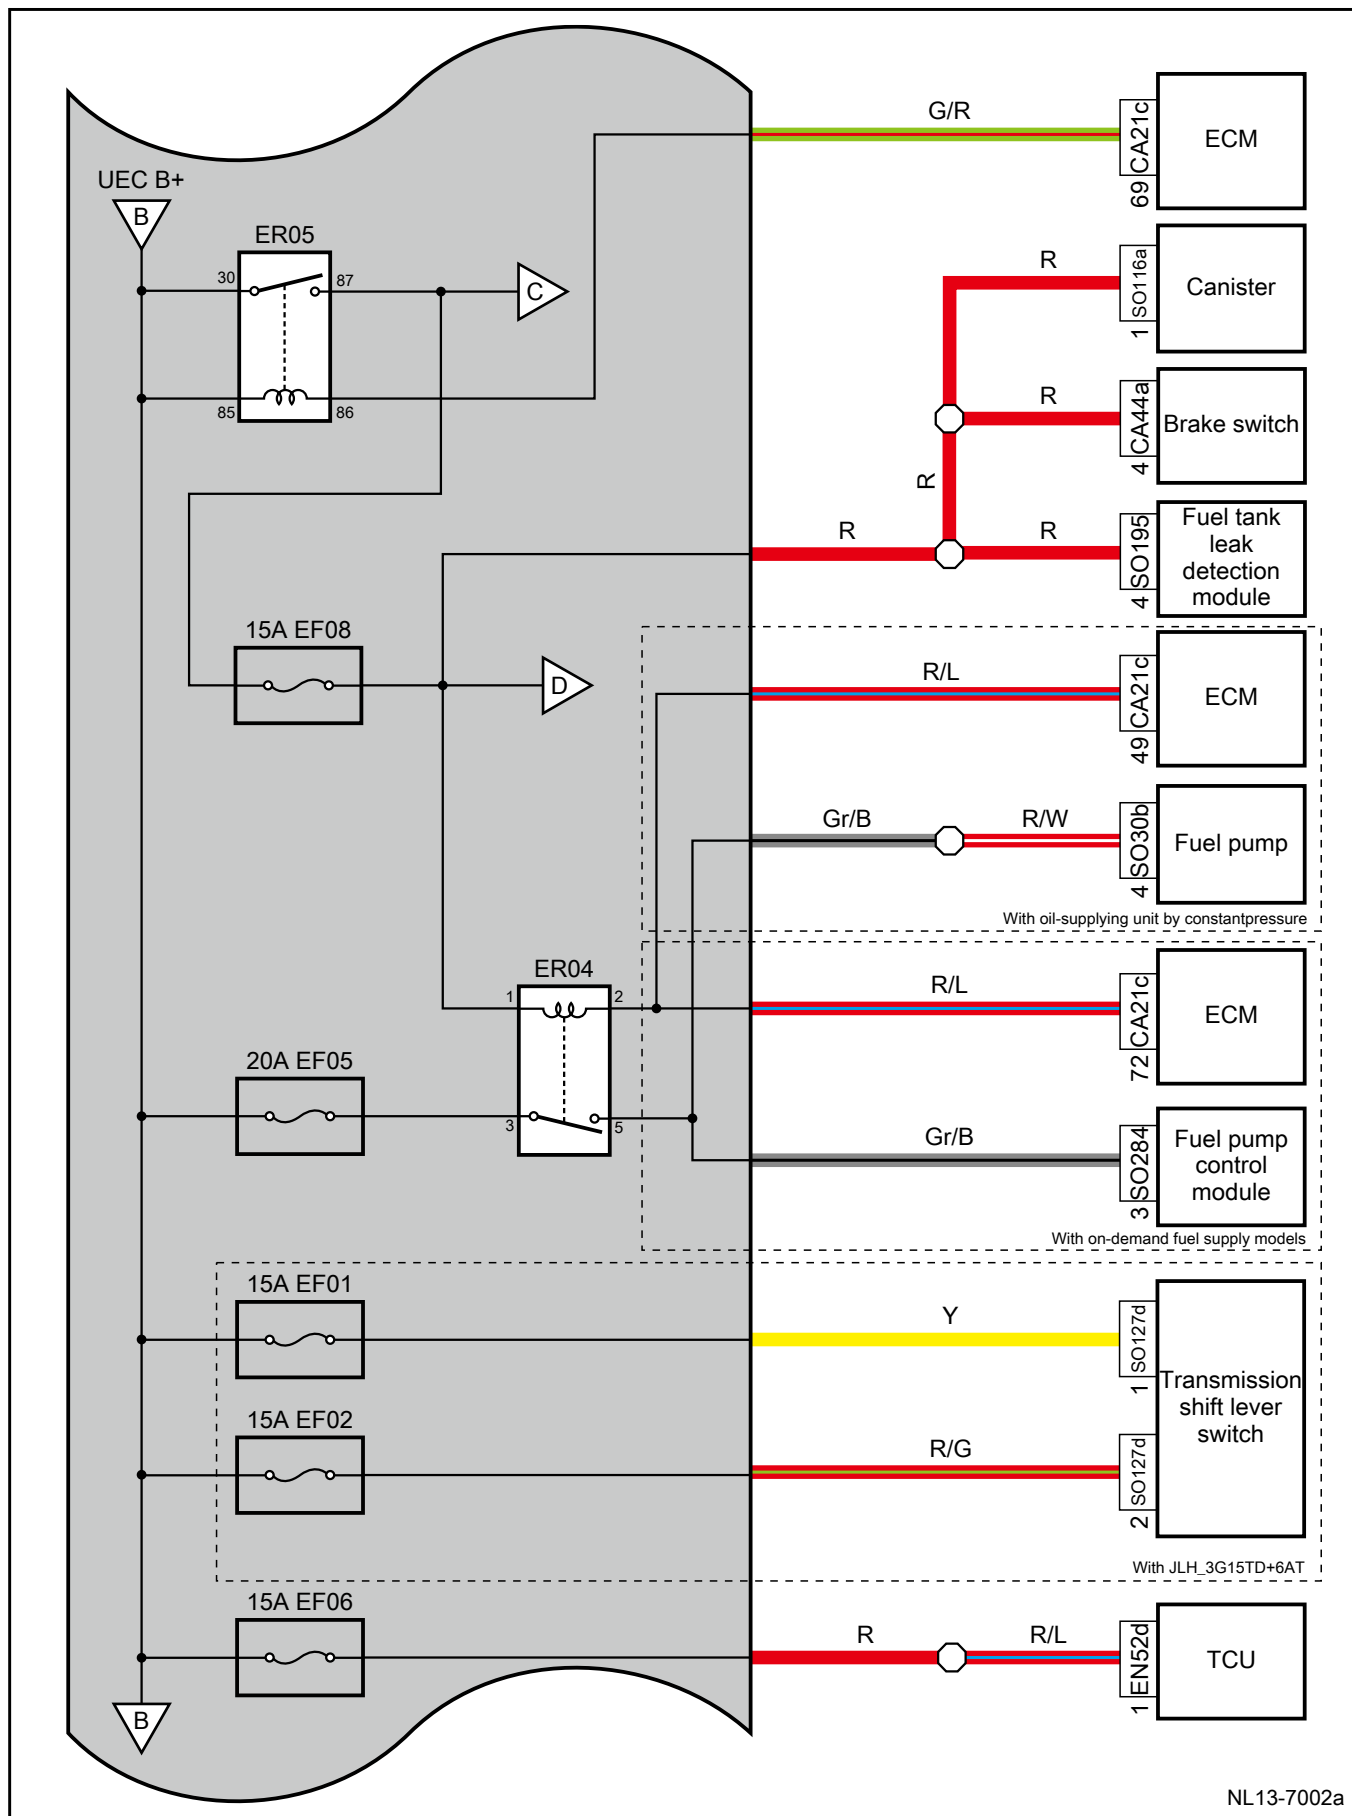 G/R
69 CA21c
ECM
UEC B+
B
ER05
30
87
C
85
86
R
1 SO116a
Canister
R
4 CA44a
Brake switch
R
R
R
4 SO195
Fuel tank
leak
detection
module
15A EF08
D
R/L
49 CA21c
ECM
Gr/B
R/W
4 SO30b
Fuel pump
With oil-supplying unit by constantpressure
ER04
1
2
R/L
72 CA21c
ECM
20A EF05
3
5
Gr/B
3 SO284
Fuel pump
control
module
With on-demand fuel supply models
15A EF01
Y
1 SO127d
Transmission
shift lever
switch
15A EF02
R/G
2 SO127d
With JLH_3G15TD+6AT
15A EF06
R
R/L
1 EN52d
TCU
B
NL13-7002a